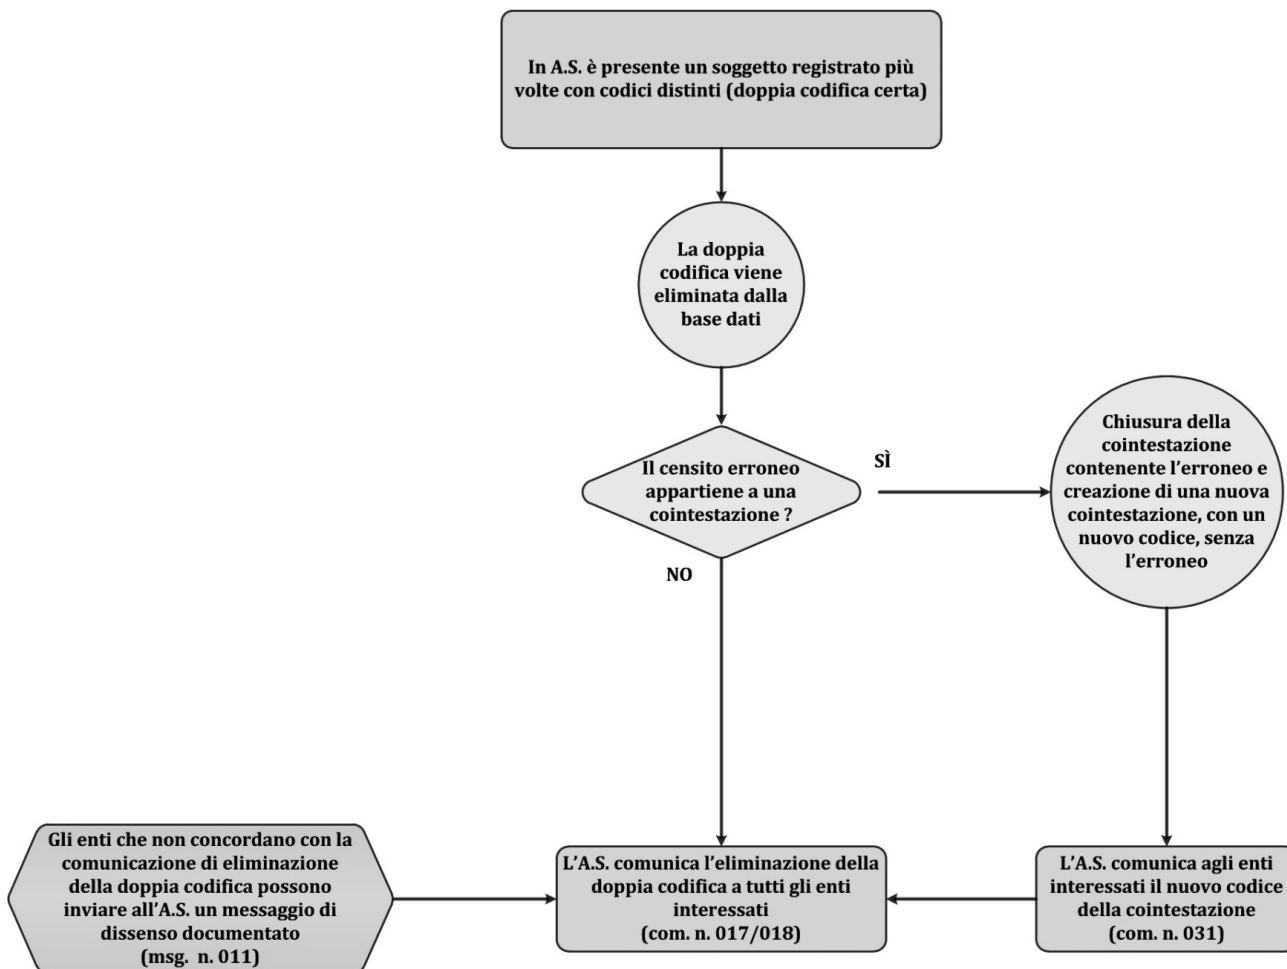 In A.S. è presente un soggetto registrato più
volte con codici distinti (doppia codifica certa)
La doppia
codifica viene
eliminata dalla
base dati
Il censito erroneo
appartiene a una
cointestazione ?
SÌ
NO
Chiusura della
cointestazione
contenente l’erroneo e
creazione di una nuova
cointestazione, con un
nuovo codice, senza
l’erroneo
Gli enti che non concordano con la
comunicazione di eliminazione
della doppia codifica possono
inviare all’A.S. un messaggio di
dissenso documentato
(msg.  n. 011)
L’A.S. comunica l’eliminazione della
doppia codifica a tutti gli enti
interessati
(com. n. 017/018)
L’A.S. comunica agli enti
interessati il nuovo codice
della cointestazione
(com. n. 031)